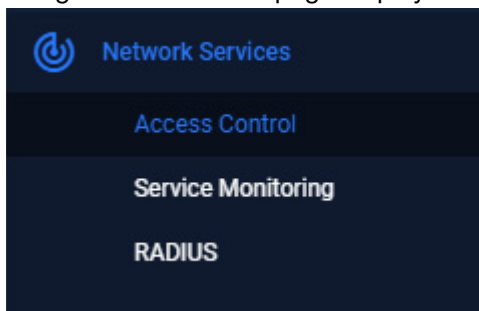 Network Services
Access Control
Service Monitoring
RADIUS